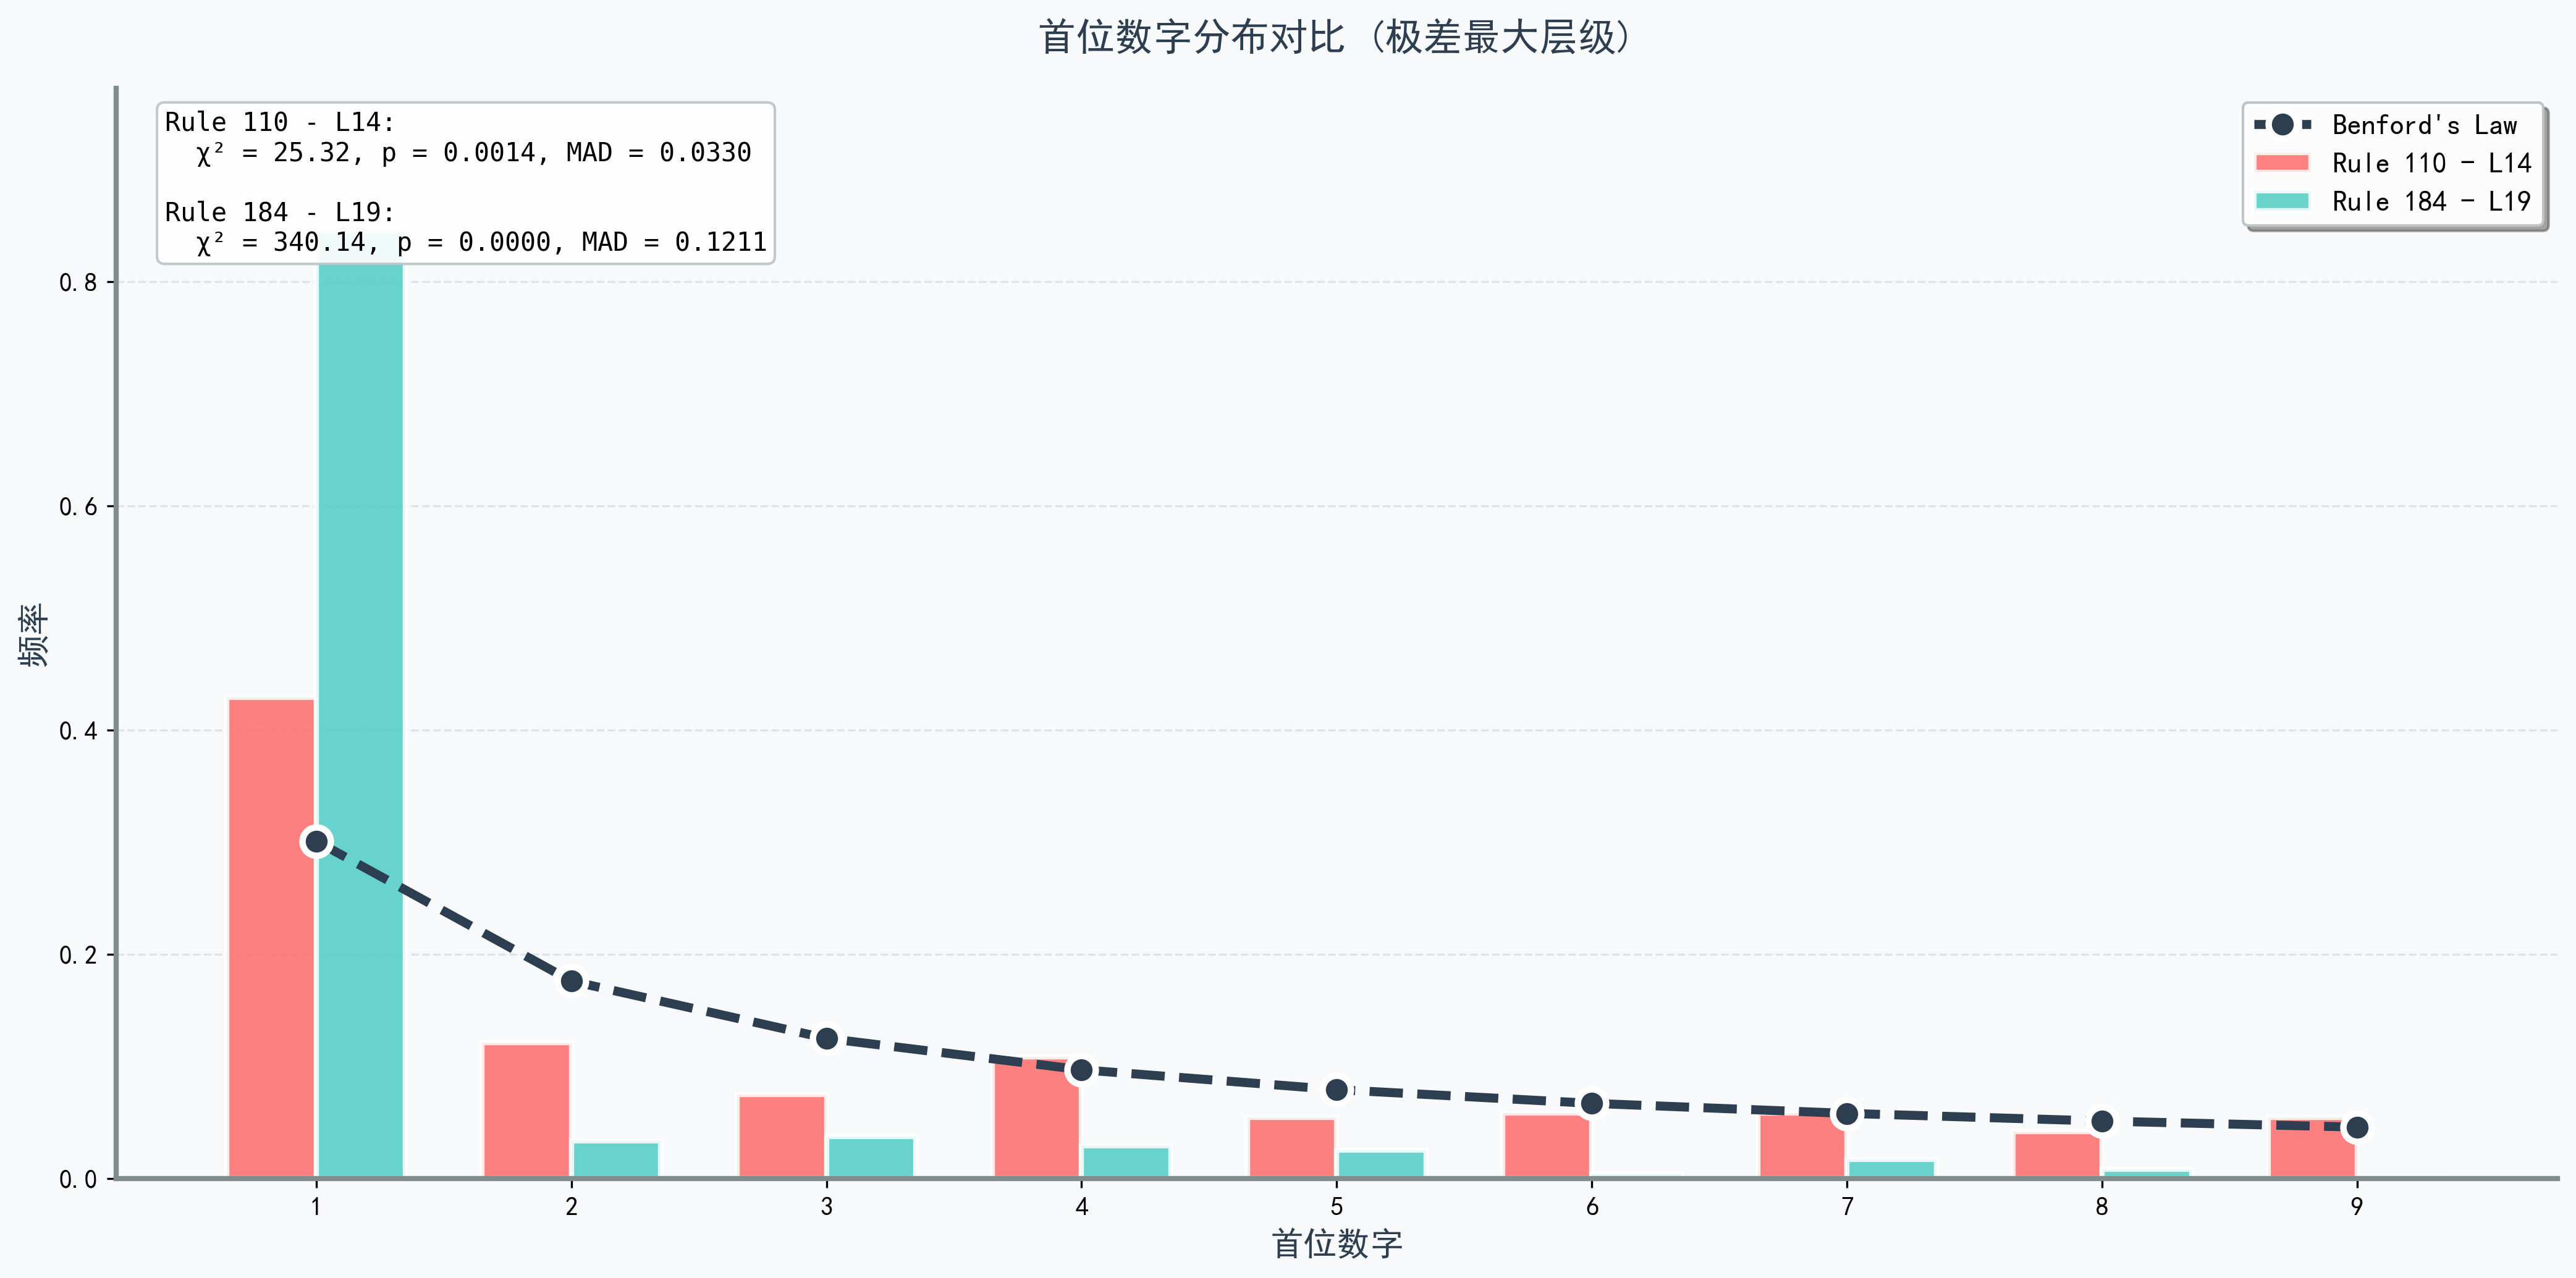 首位数字分布对比 (极差最大层级)
Rule 110 - L14:
χ² = 25.32, p = 0.0014, MAD = 0.0330
Rule 184 - L19:
χ² = 340.14, p = 0.0000, MAD = 0.1211
Benford's Law
Rule 110 - L14
Rule 184 - L19
频率
0.8
0.6
0.4
0.2
0.0
1 2 3 4 5 6 7 8 9
首位数字